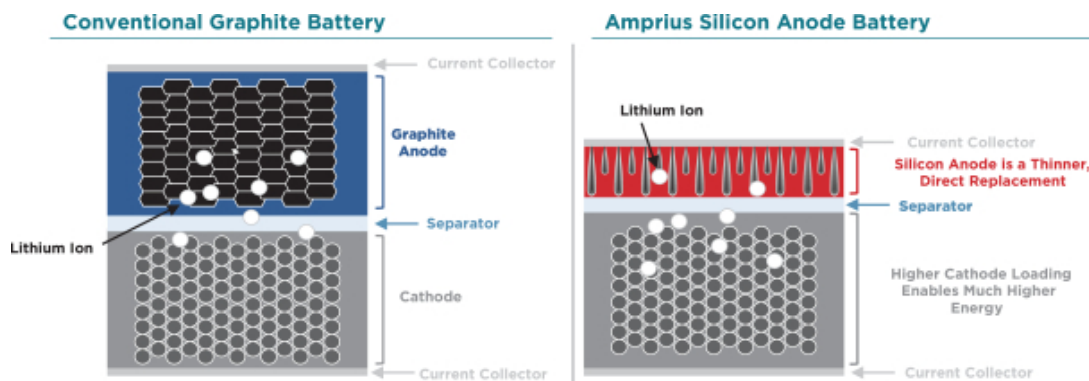 Conventional Graphite Battery
Current Collector
Graphite
Anode
Separator
Lithium Ion
Cathode
Current Collector
Amprius Silicon Anode Battery
Lithium Ion
Current Collector
Silicon Anode is a Thinner,
Direct Replacement
Separator
Higher Cathode Loading
Enables Much Higher
Energy
Current Collector